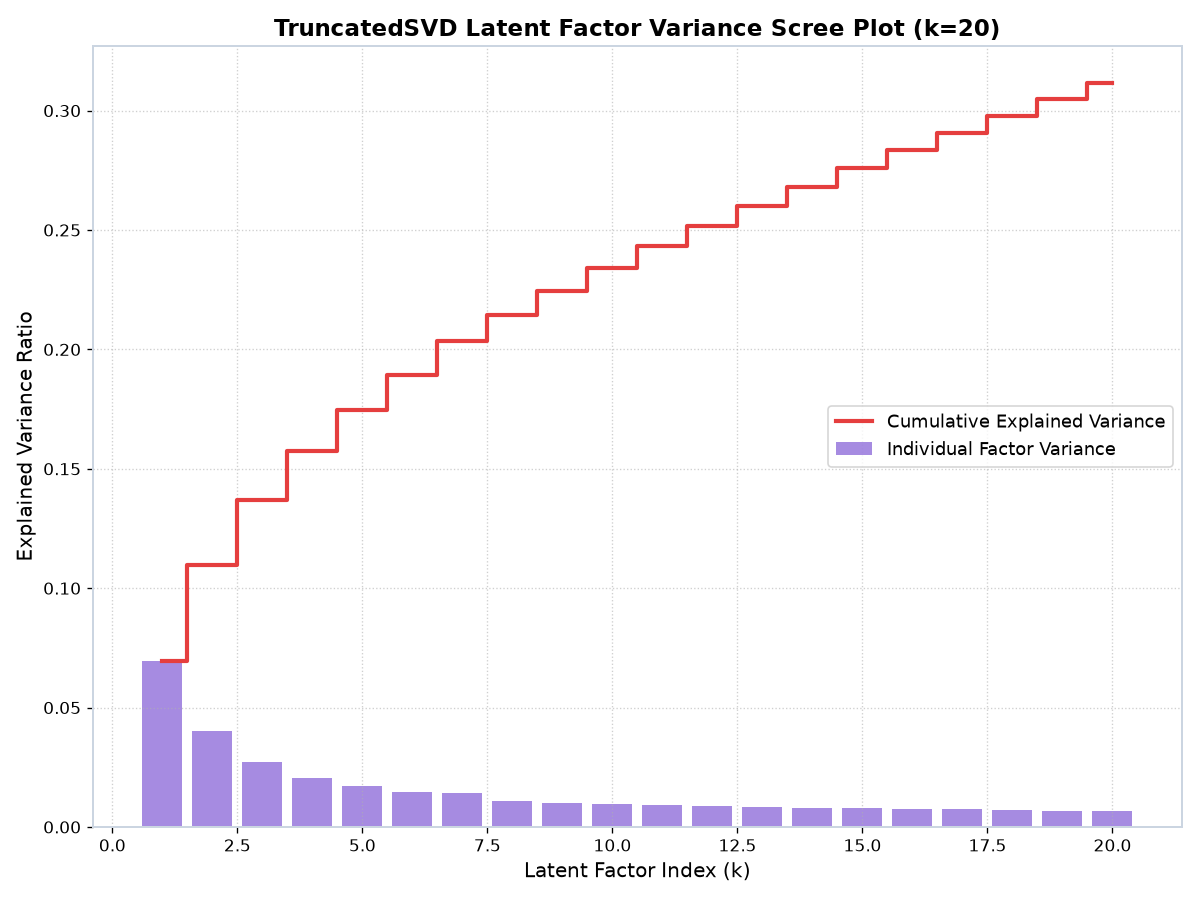 TruncatedSVD Latent Factor Variance Scree Plot (k=20)
Explained Variance Ratio
0.30
0.25
0.20
0.15
0.10
0.05
0.00
Cumulative Explained Variance
Individual Factor Variance
0.0 2.5 5.0 7.5 10.0 12.5 15.0 17.5 20.0
Latent Factor Index (k)